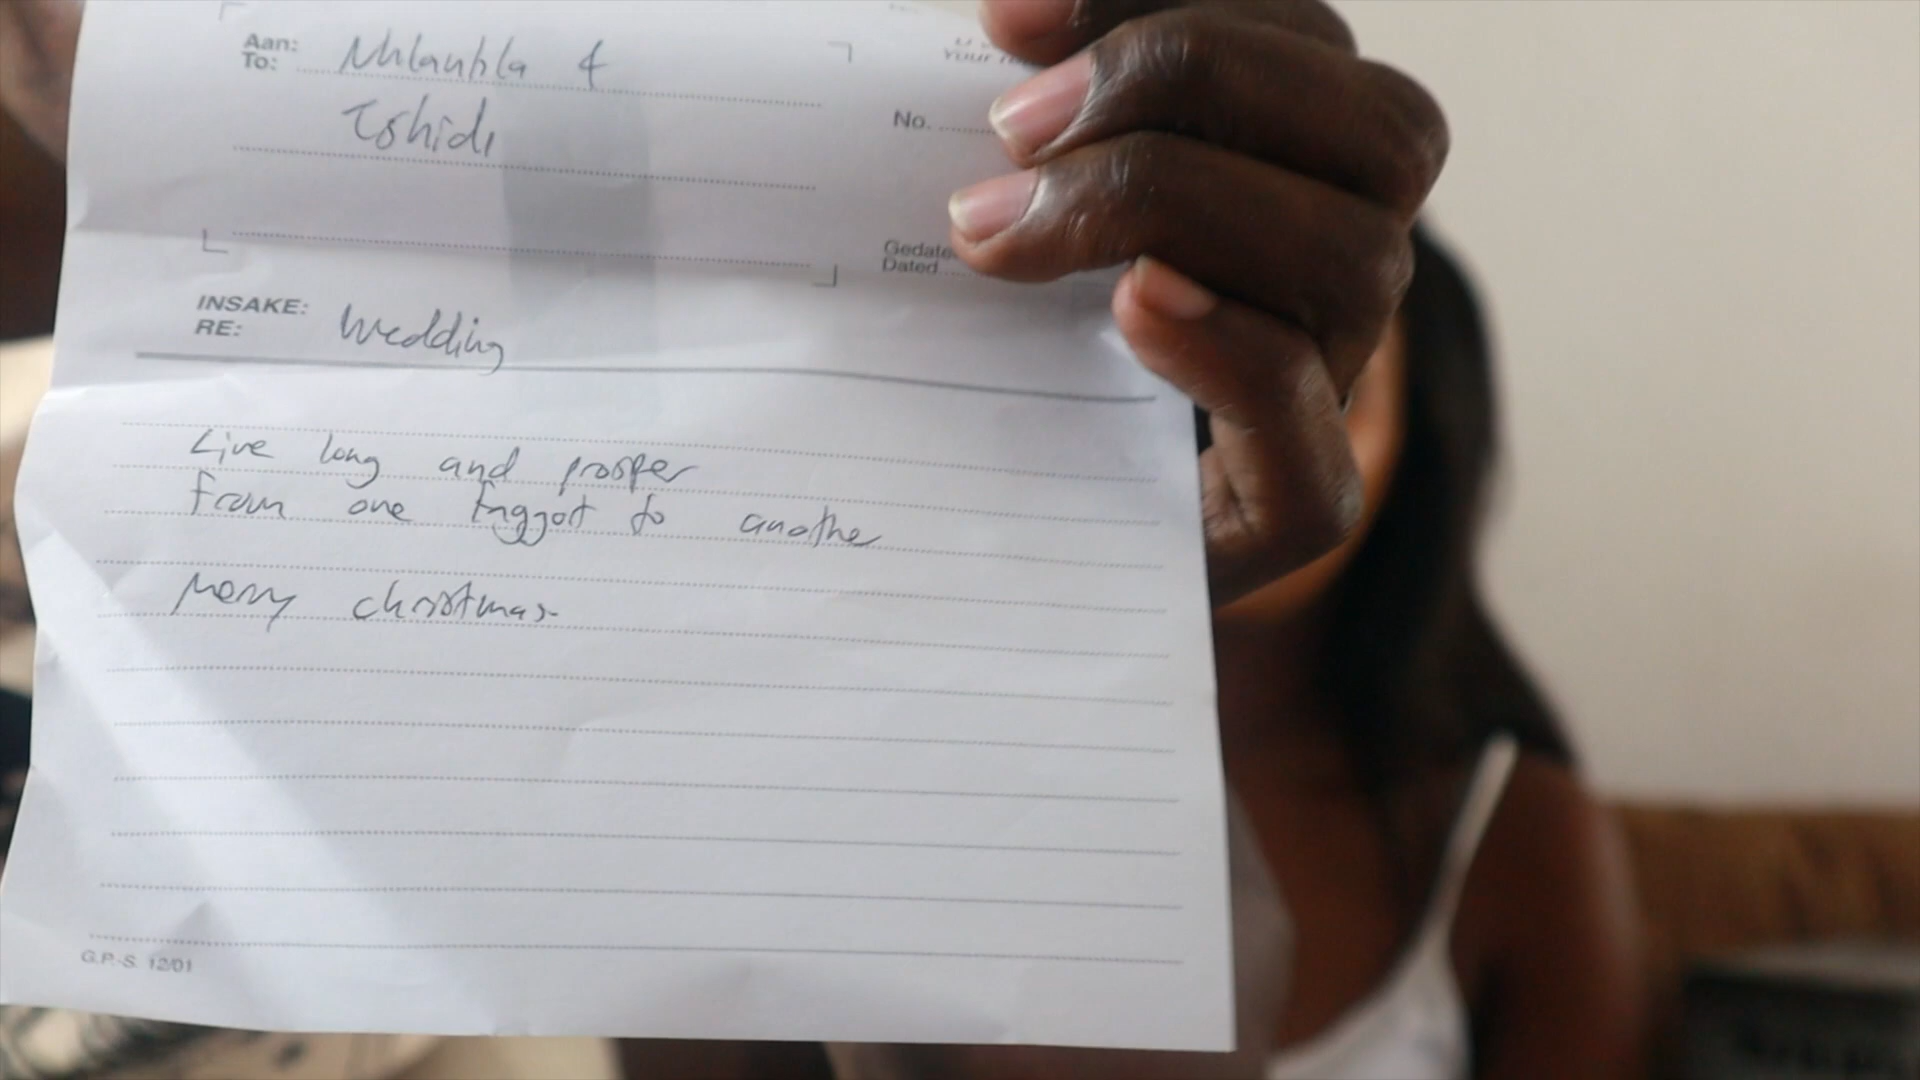 Aan:
To: Nhlanhla &
Tshidi
No.
Gedateer
Dated
INSAKE:
RE: Wedding
Live long and prosper
From one faggot to another
Merry christmas
G.P.-S. 12/01